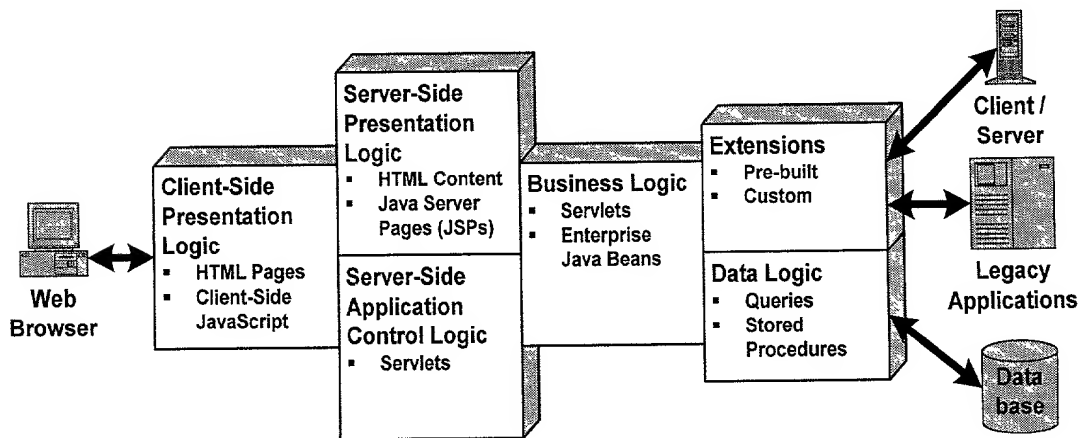 Web
Browser
Client-Side
Presentation
Logic
▪ HTML Pages
▪ Client-Side
JavaScript
Server-Side
Presentation
Logic
▪ HTML Content
▪ Java Server
Pages (JSPs)
Server-Side
Application
Control Logic
▪ Servlets
Business Logic
▪ Servlets
▪ Enterprise
Java Beans
Extensions
▪ Pre-built
▪ Custom
Data Logic
▪ Queries
▪ Stored
Procedures
Client /
Server
Legacy
Applications
Data
base